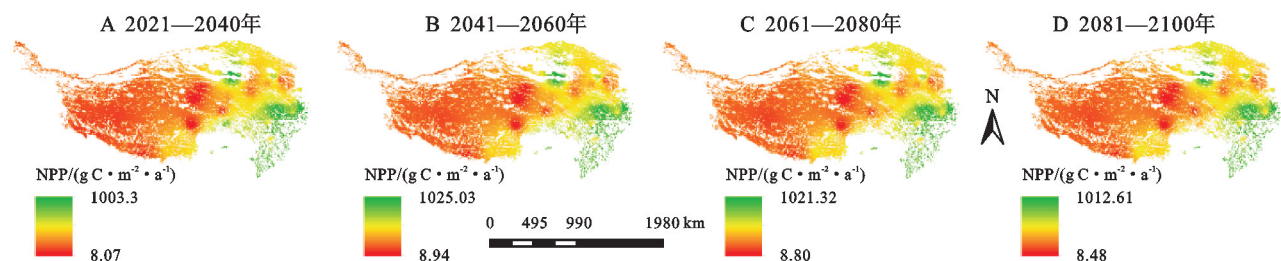 A 2021—2040年
B 2041—2060年
C 2061—2080年
D 2081—2100年
N
NPP/(g C·m⁻²·a⁻¹)
1003.3
8.07
NPP/(g C·m⁻²·a⁻¹)
1025.03
8.94
0 495 990 1980 km
NPP/(g C·m⁻²·a⁻¹)
1021.32
8.80
NPP/(g C·m⁻²·a⁻¹)
1012.61
8.48